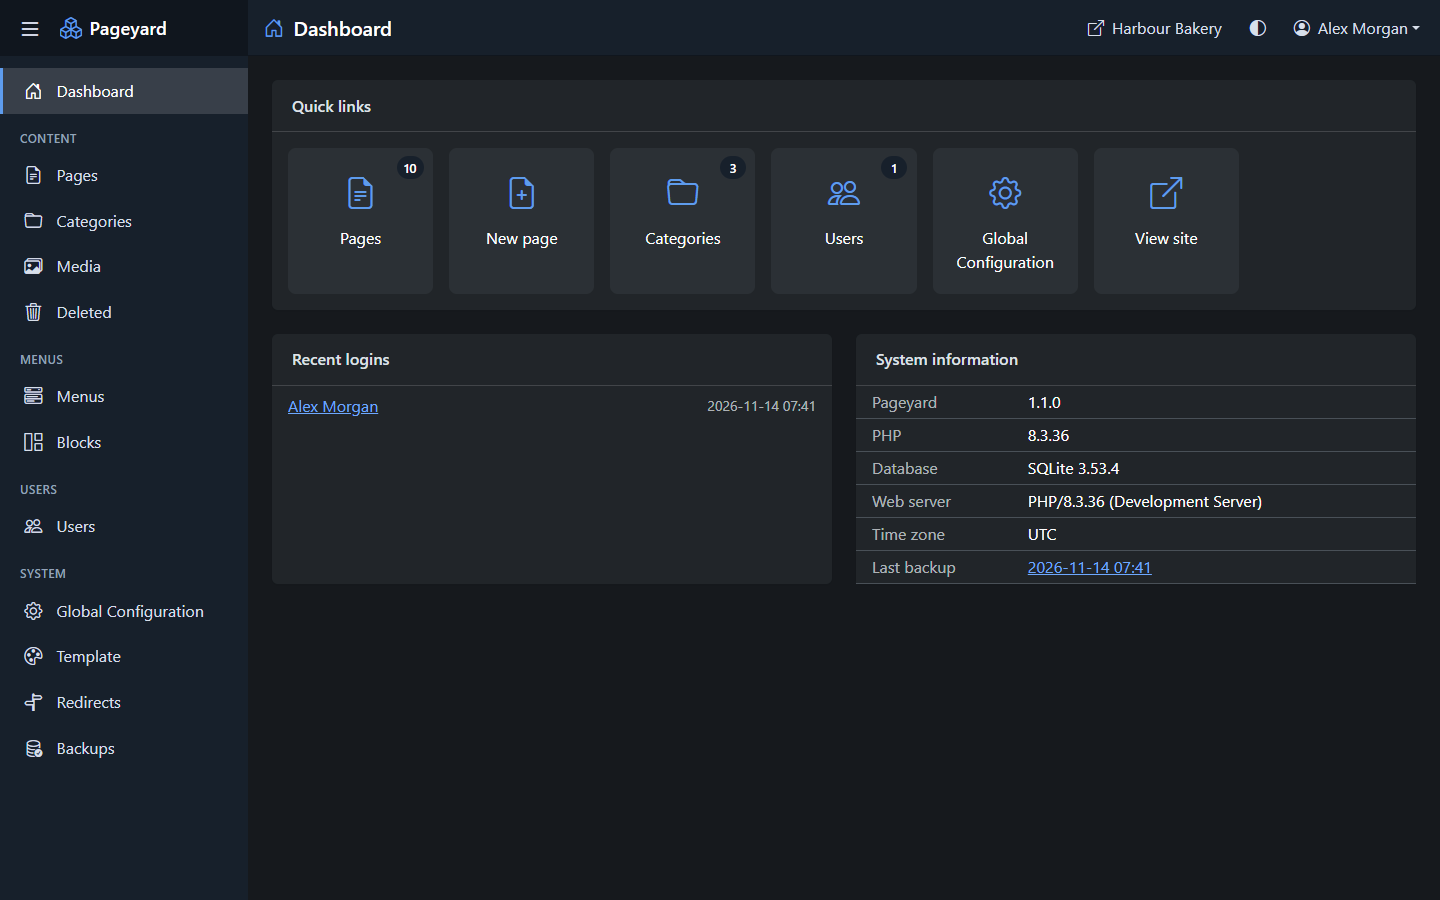 Pageyard
Dashboard
Harbour Bakery
Alex Morgan
Dashboard
CONTENT
Pages
Categories
Media
Deleted
MENUS
Menus
Blocks
USERS
Users
SYSTEM
Global Configuration
Template
Redirects
Backups
Quick links
10
Pages
New page
3
Categories
1
Users
Global
Configuration
View site
Recent logins
Alex Morgan 2026-11-14 07:41
System information
Pageyard 1.1.0
PHP 8.3.36
Database SQLite 3.53.4
Web server PHP/8.3.36 (Development Server)
Time zone UTC
Last backup 2026-11-14 07:41